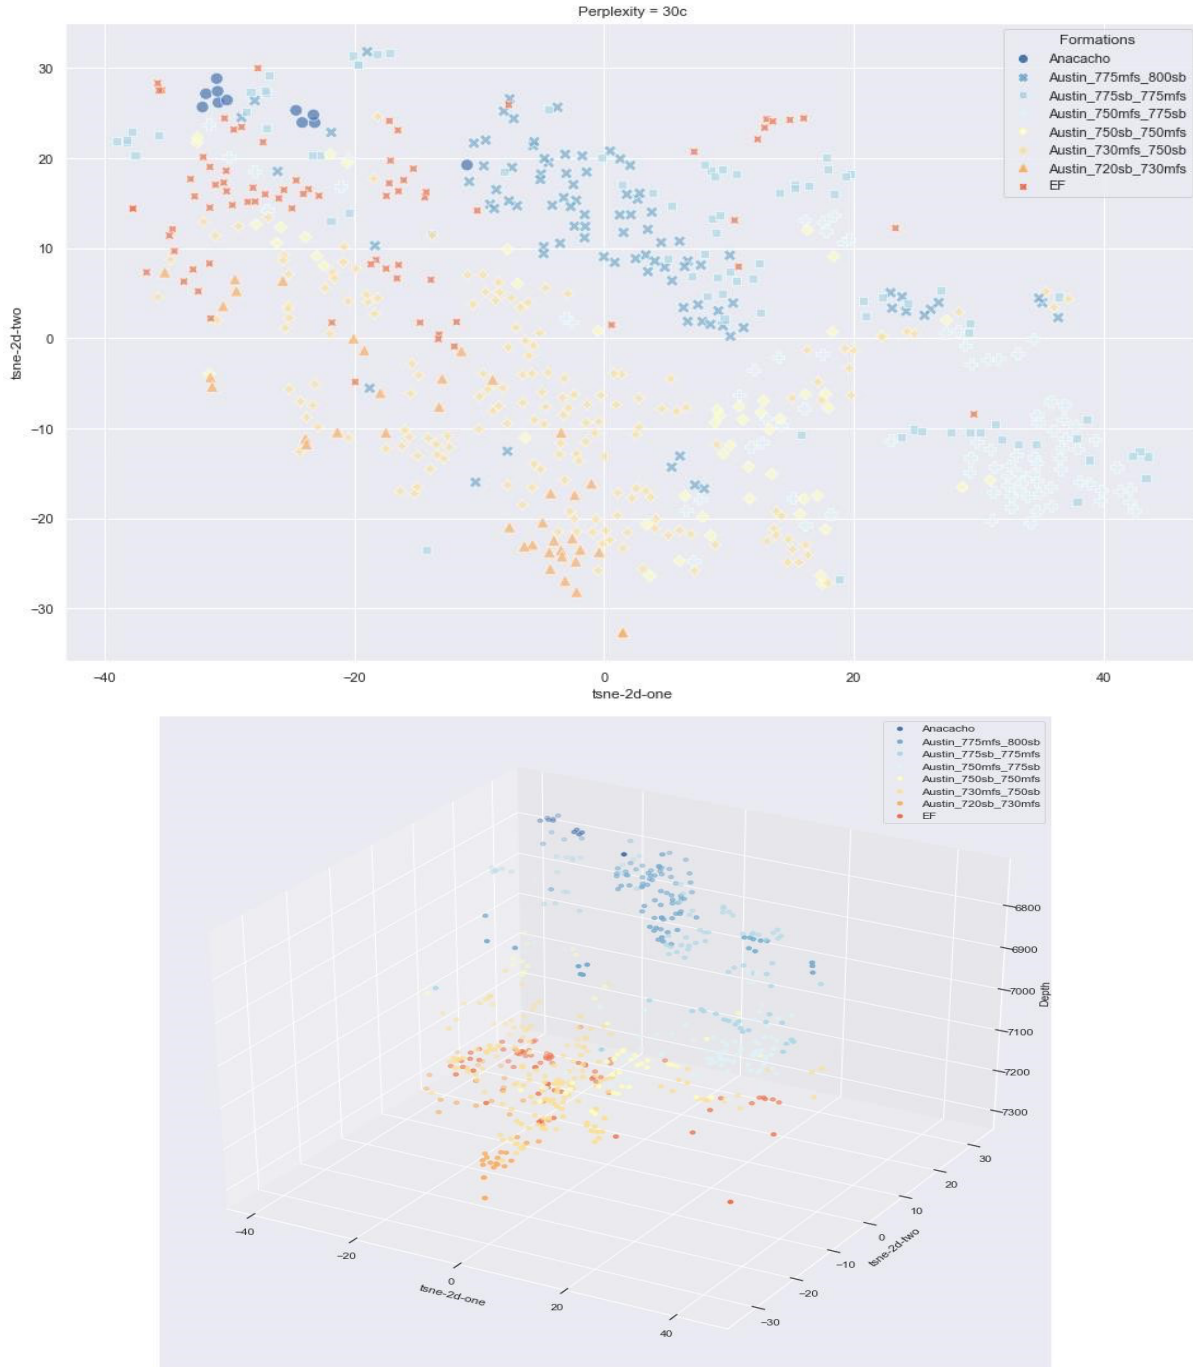 Perplexity = 30c
Formations
Anacacho
Austin_775mfs_800sb
Austin_775sb_775mfs
Austin_750mfs_775sb
Austin_750sb_750mfs
Austin_730mfs_750sb
Austin_720sb_730mfs
EF
30
20
10
0
−10
−20
−30
tsne-2d-two
−40
−20
0
20
40
tsne-2d-one
Anacacho
Austin_775mfs_800sb
Austin_775sb_775mfs
Austin_750mfs_775sb
Austin_750sb_750mfs
Austin_730mfs_750sb
Austin_720sb_730mfs
EF
6800
6900
7000
7100
7200
7300
Depth
30
20
10
0
−10
−20
−30
tsne-2d-two
−40
−20
0
20
40
tsne-2d-one